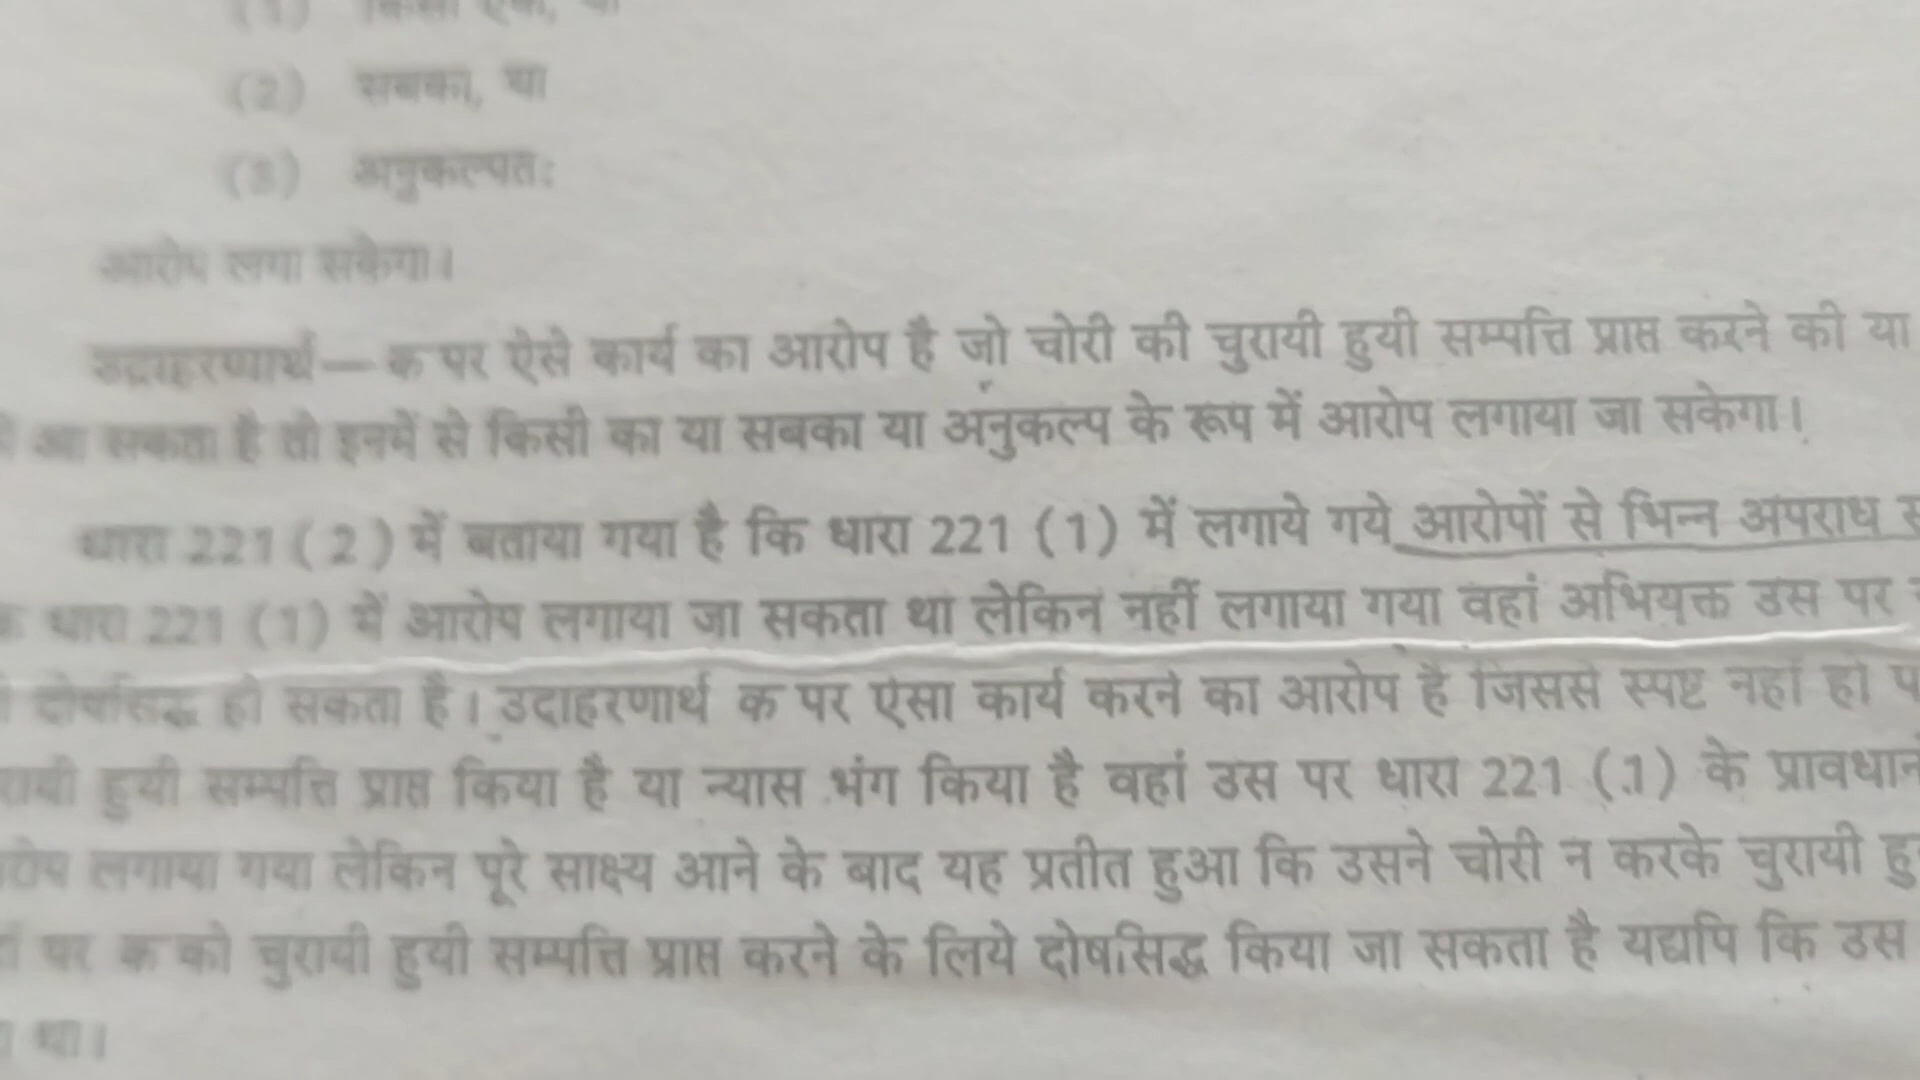 (1) किसी एक, या
(2) सबका, या
(3) अनुकल्पतः
आरोप लगा सकेगा।
उदाहरणार्थ—क पर ऐसे कार्य का आरोप है जो चोरी की चुरायी हुयी सम्पत्ति प्राप्त करने की या
आ सकता है तो इनमें से किसी का या सबका या अनुकल्प के रूप में आरोप लगाया जा सकेगा।
धारा 221 (2) में बताया गया है कि धारा 221 (1) में लगाये गये आरोपों से भिन्न अपराध
धारा 221 (1) में आरोप लगाया जा सकता था लेकिन नहीं लगाया गया वहां अभियुक्त उस पर
दोषसिद्ध हो सकता है। उदाहरणार्थ क पर ऐसा कार्य करने का आरोप है जिससे स्पष्ट नहीं हो
हुयी सम्पत्ति प्राप्त किया है या न्यास भंग किया है वहां उस पर धारा 221 (1) के
लगाया गया लेकिन पूरे साक्ष्य आने के बाद यह प्रतीत हुआ कि उसने चोरी न करके चुरायी
पर क को चुरायी हुयी सम्पत्ति प्राप्त करने के लिये दोषसिद्ध किया जा सकता है यद्यपि कि उस
था।